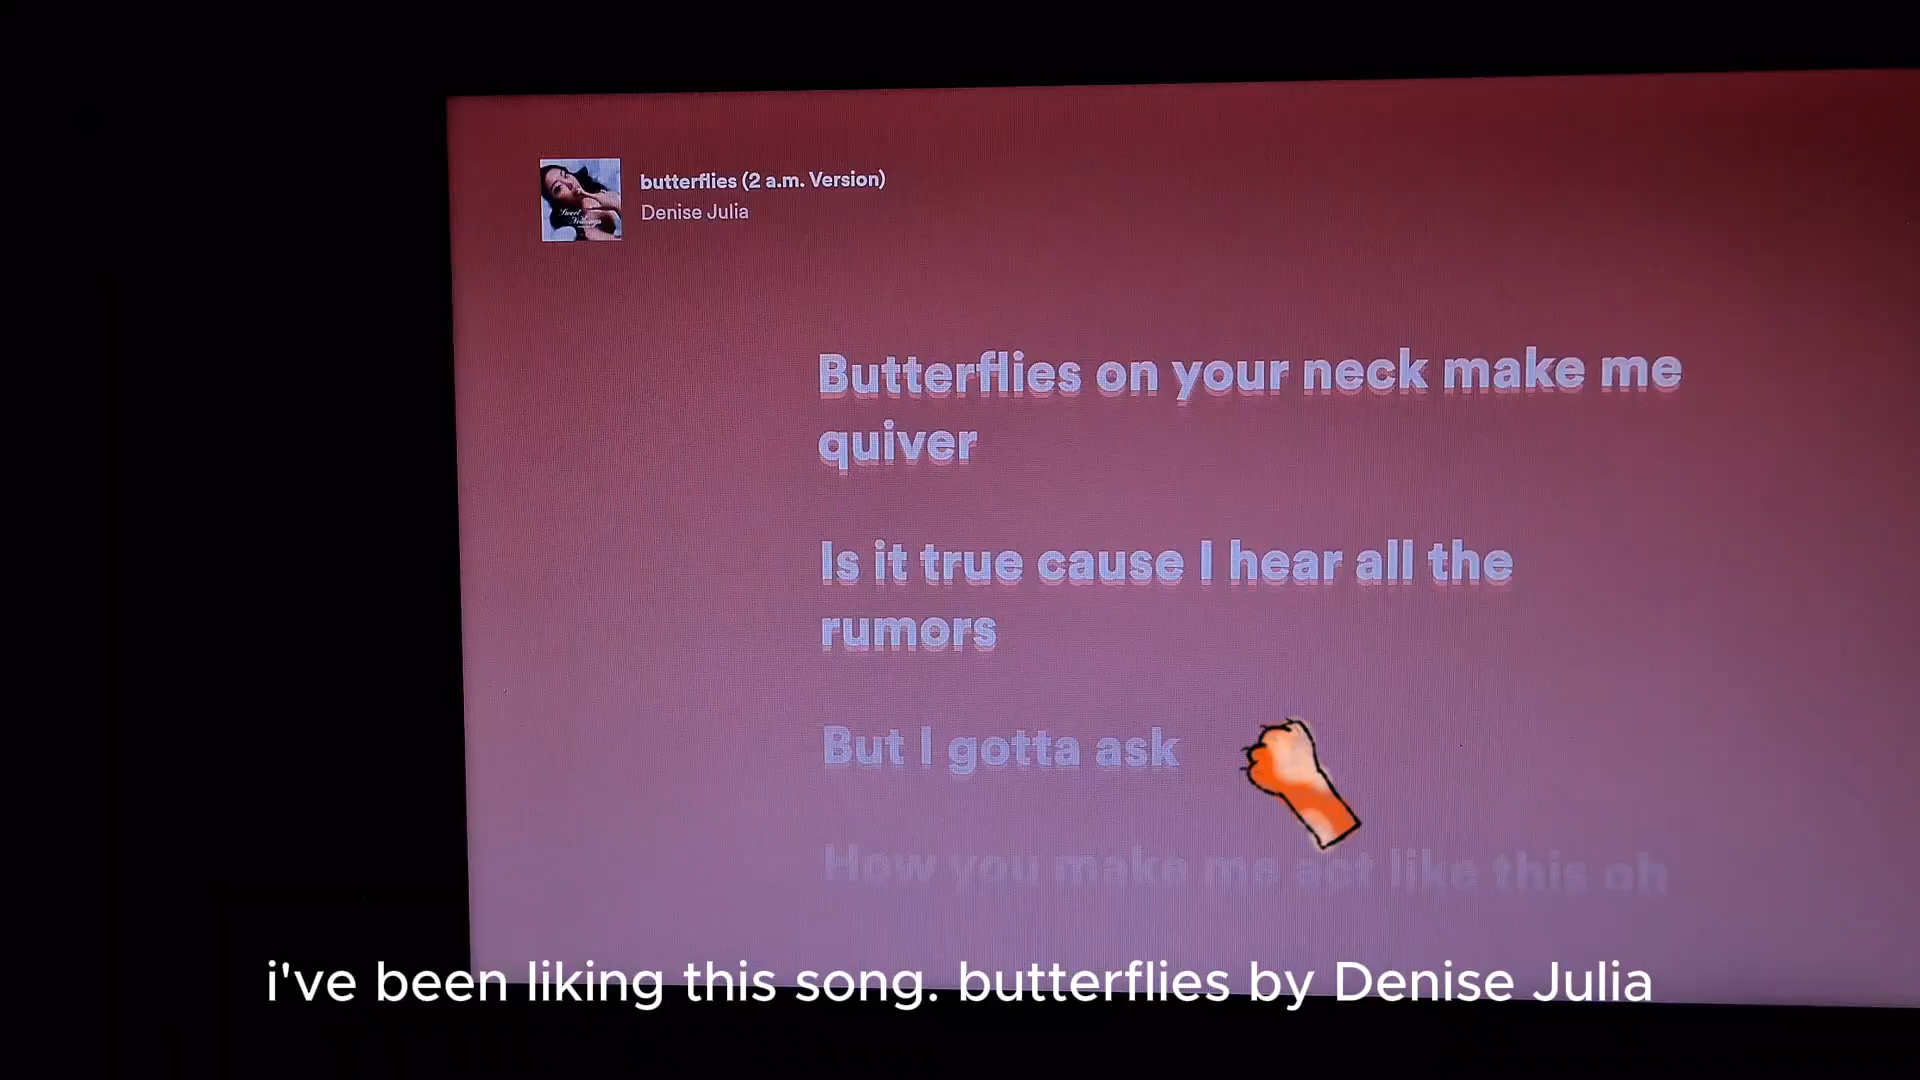 butterflies (2 a.m. Version)
Denise Julia
Sweet
Nothings
Butterflies on your neck make me
quiver
Is it true cause I hear all the
rumors
But I gotta ask
How you make me act like this oh
i've been liking this song. butterflies by Denise Julia